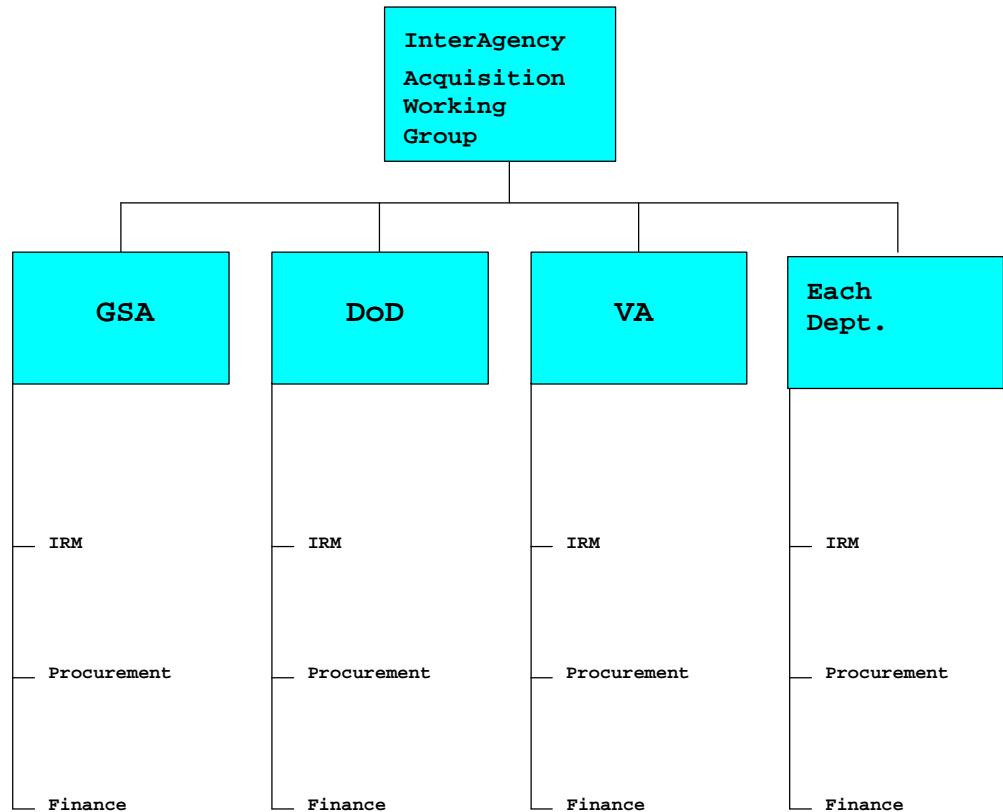 InterAgency
Acquisition
Working
Group
GSA
DoD
VA
Each
Dept.
IRM
IRM
IRM
IRM
Procurement
Procurement
Procurement
Procurement
Finance
Finance
Finance
Finance